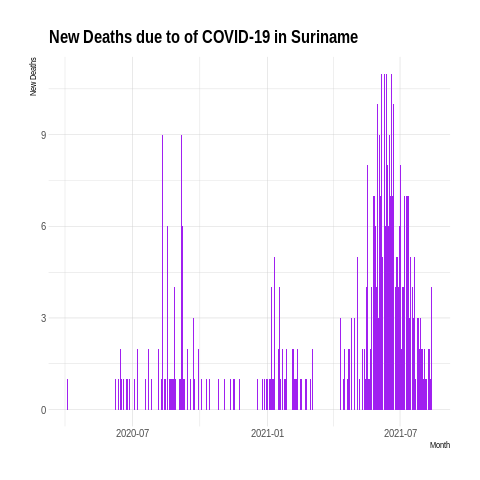 New Deaths due to of COVID-19 in Suriname
New Deaths
9
6
3
0
2020-07 2021-01 2021-07
Month